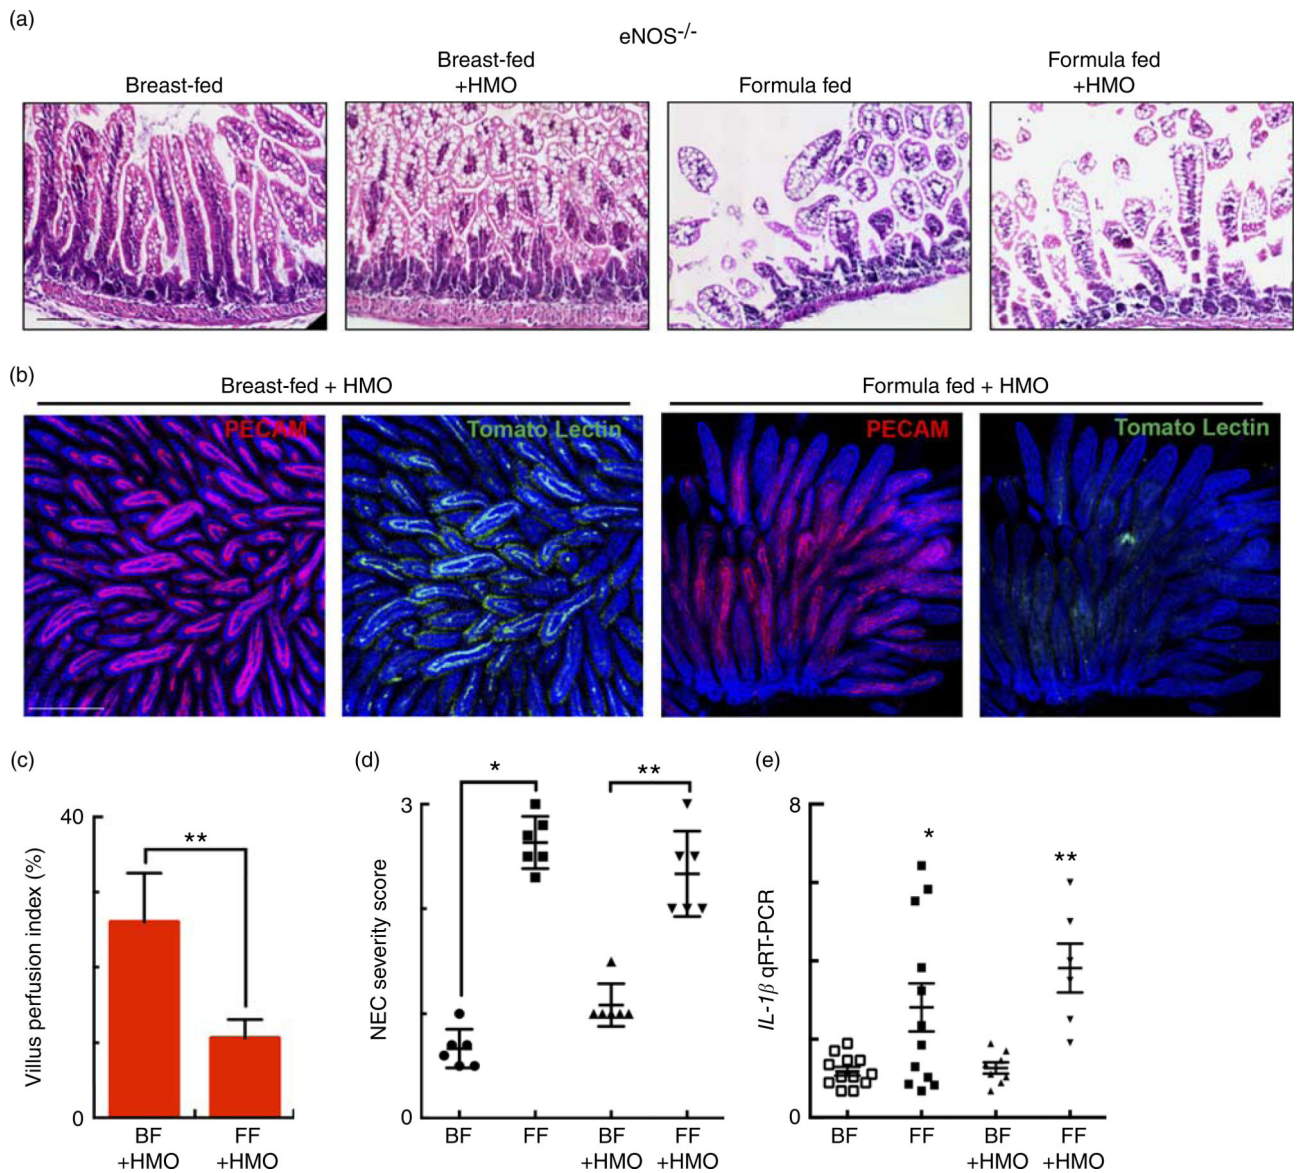 (a)
eNOS-/-
Breast-fed
Breast-fed
+HMO
Formula fed
Formula fed
+HMO
(b)
Breast-fed + HMO
Formula fed + HMO
PECAM
Tomato Lectin
PECAM
Tomato Lectin
(c)
Villus perfusion index (%)
40
0
**
BF
+HMO
FF
+HMO
(d)
NEC severity score
3
0
*
**
BF
FF
BF
+HMO
FF
+HMO
(e)
IL-1β qRT-PCR
8
0
*
**
BF
FF
BF
+HMO
FF
+HMO